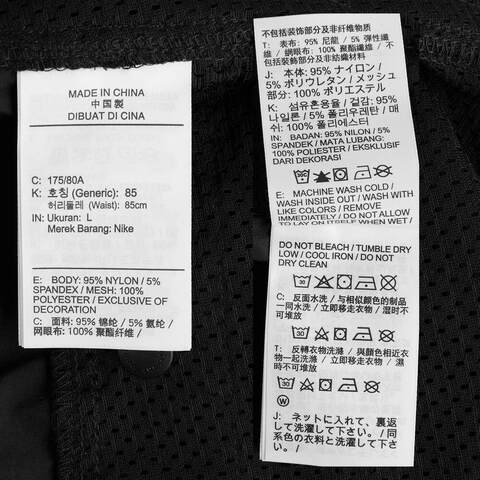 MADE IN CHINA
中国製
DIBUAT DI CINA
C: 175/80A
K: 호칭 (Generic): 85
허리둘레 (Waist): 85cm
IN: Ukuran: L
Merek Barang: Nike
E: BODY: 95% NYLON / 5%
SPANDEX / MESH: 100%
POLYESTER / EXCLUSIVE OF
DECORATION
C: 面料: 95% 锦纶 / 5% 氨纶 /
网眼布: 100% 聚酯纤维 /
不包括装饰部分及非纤维物质
T: 表布: 95% 尼龍 / 5% 彈性纖
維 / 網眼布: 100% 聚酯纖維 / 不
包括裝飾部分及非紡織材料
J: 本体: 95% ナイロン /
5% ポリウレタン / メッシュ
部分: 100% ポリエステル
K: 섬유혼용율 / 겉감: 95%
나일론 / 5% 폴리우레탄 / 매
쉬: 100% 폴리에스터
IN: BADAN: 95% NILON / 5%
SPANDEK / MATA LUBANG:
100% POLIESTER / EKSKLUSIF
DARI DEKORASI
E: MACHINE WASH COLD /
WASH INSIDE OUT / WASH WITH
LIKE COLORS / REMOVE
IMMEDIATELY / DO NOT ALLOW
TO LAY ON ITSELF WHEN WET /
DO NOT BLEACH / TUMBLE DRY
LOW / COOL IRON / DO NOT
DRY CLEAN
30
C: 反面水洗 / 与相似颜色的制品
一同水洗 / 立即移走衣物 / 湿时不
可堆放
T: 反轉衣物洗滌 / 與顏色相近衣
物一起洗滌 / 立即移走衣物 / 濕
時不可堆放
30
W
J: ネットに入れて、裏返
して洗濯して下さい。/ 同
系色の衣料と洗濯して下
さい。/